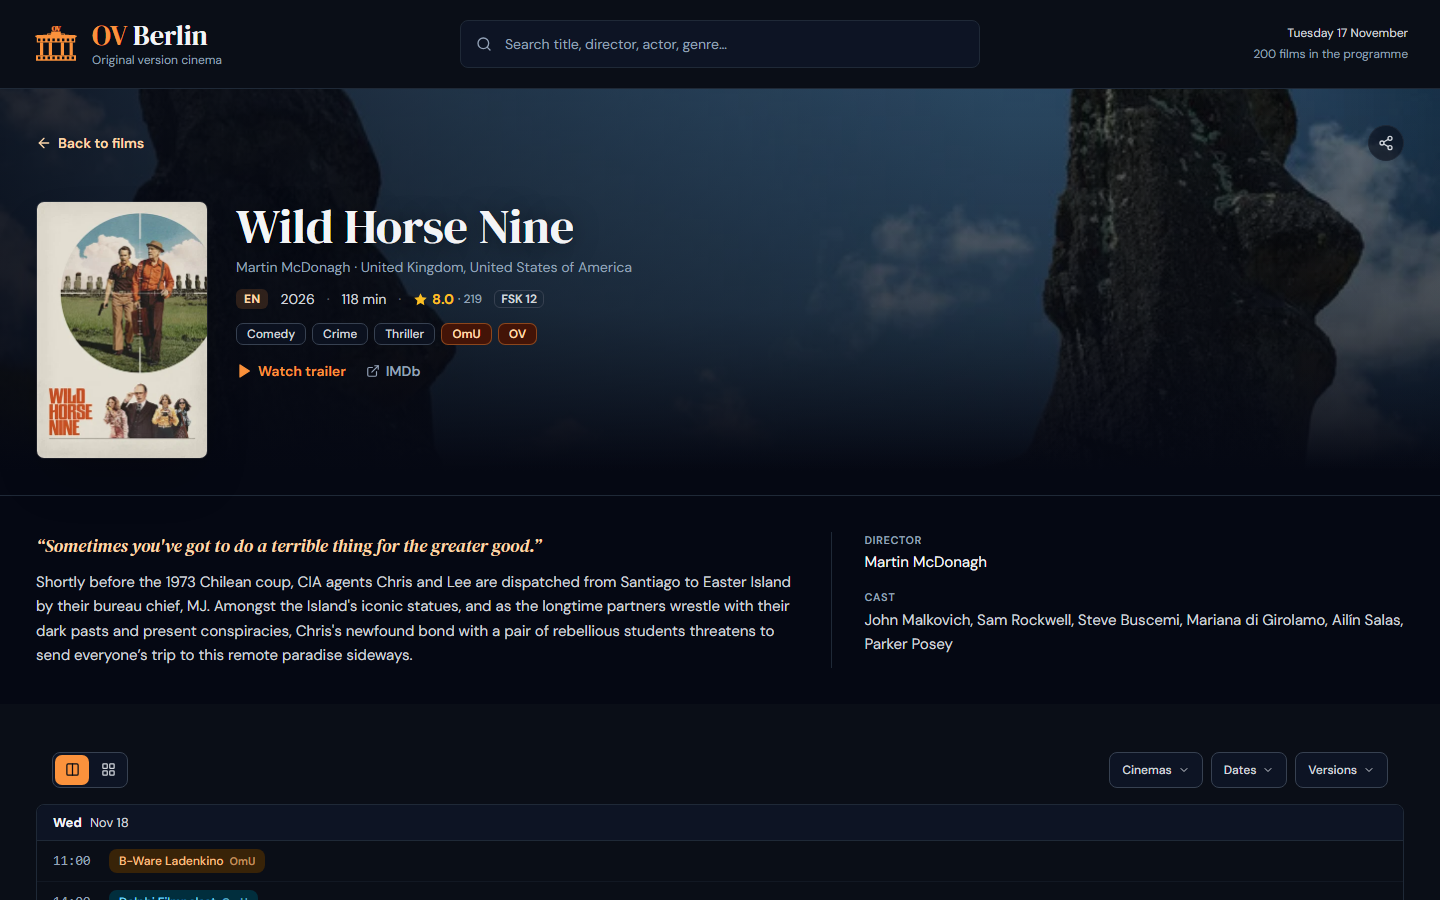 OV Berlin
Original version cinema
Search title, director, actor, genre...
Tuesday 17 November
200 films in the programme
Back to films
WILD
HORSE
NINE
Wild Horse Nine
Martin McDonagh · United Kingdom, United States of America
EN 2026 · 118 min · 8.0 · 219 FSK 12
Comedy Crime Thriller OmU OV
Watch trailer IMDb
“Sometimes you've got to do a terrible thing for the greater good.”
Shortly before the 1973 Chilean coup, CIA agents Chris and Lee are dispatched from Santiago to Easter Island
by their bureau chief, MJ. Amongst the Island's iconic statues, and as the longtime partners wrestle with their
dark pasts and present conspiracies, Chris's newfound bond with a pair of rebellious students threatens to
send everyone’s trip to this remote paradise sideways.
DIRECTOR
Martin McDonagh
CAST
John Malkovich, Sam Rockwell, Steve Buscemi, Mariana di Girolamo, Ailín Salas,
Parker Posey
Cinemas Dates Versions
Wed Nov 18
11:00 B-Ware Ladenkino OmU